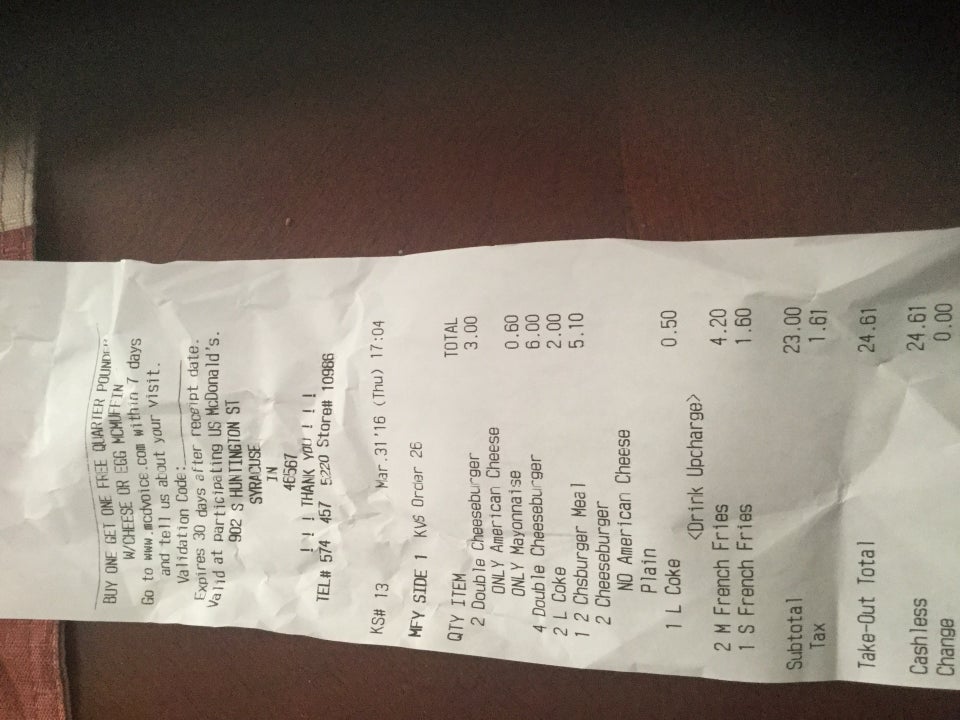 BUY ONE GET ONE FREE QUARTER POUNDER
W/CHEESE OR EGG MCMUFFIN
Go to www.mcdvoice.com within 7 days
and tell us about your visit.
Validation Code:________
Expires 30 days after receipt date.
Valid at participating US McDonald's.
902 S HUNTINGTON ST
SYRACUSE
IN
46567
! ! ! THANK YOU ! ! !
TEL# 574 457 5220 Store# 10986
KS# 13 Mar.31'16 (Thu) 17:04
MFY SIDE 1 KVS Order 26
QTY ITEM TOTAL
2 Double Cheeseburger 3.00
ONLY American Cheese
ONLY Mayonnaise 0.60
4 Double Cheeseburger 6.00
2 L Coke 2.00
1 2 Chsburger Meal 5.10
2 Cheeseburger
NO American Cheese
Plain
1 L Coke 0.50
<Drink Upcharge>
2 M French Fries 4.20
1 S French Fries 1.60
Subtotal 23.00
Tax 1.61
Take-Out Total 24.61
Cashless 24.61
Change 0.00